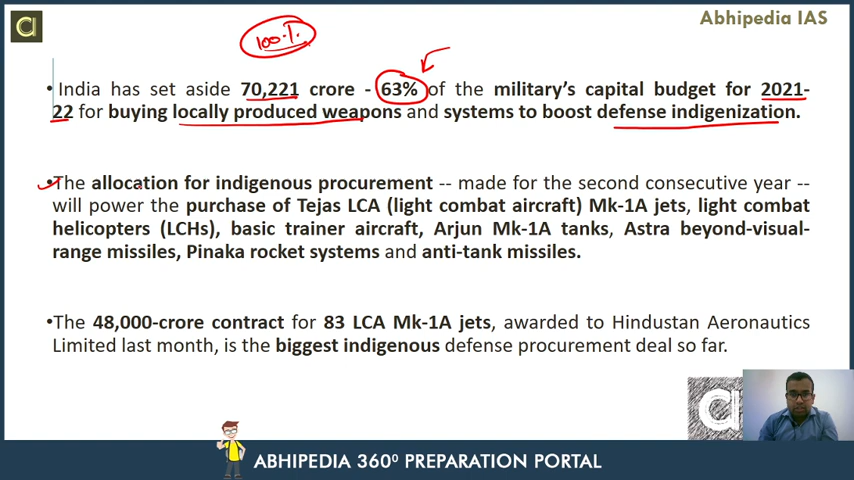 Abhipedia IAS
100%
• India has set aside 70,221 crore - 63% of the military's capital budget for 2021-
22 for buying locally produced weapons and systems to boost defense indigenization.
•The allocation for indigenous procurement -- made for the second consecutive year --
will power the purchase of Tejas LCA (light combat aircraft) Mk-1A jets, light combat
helicopters (LCHs), basic trainer aircraft, Arjun Mk-1A tanks, Astra beyond-visual-
range missiles, Pinaka rocket systems and anti-tank missiles.
•The 48,000-crore contract for 83 LCA Mk-1A jets, awarded to Hindustan Aeronautics
Limited last month, is the biggest indigenous defense procurement deal so far.
ABHIPEDIA 360⁰ PREPARATION PORTAL